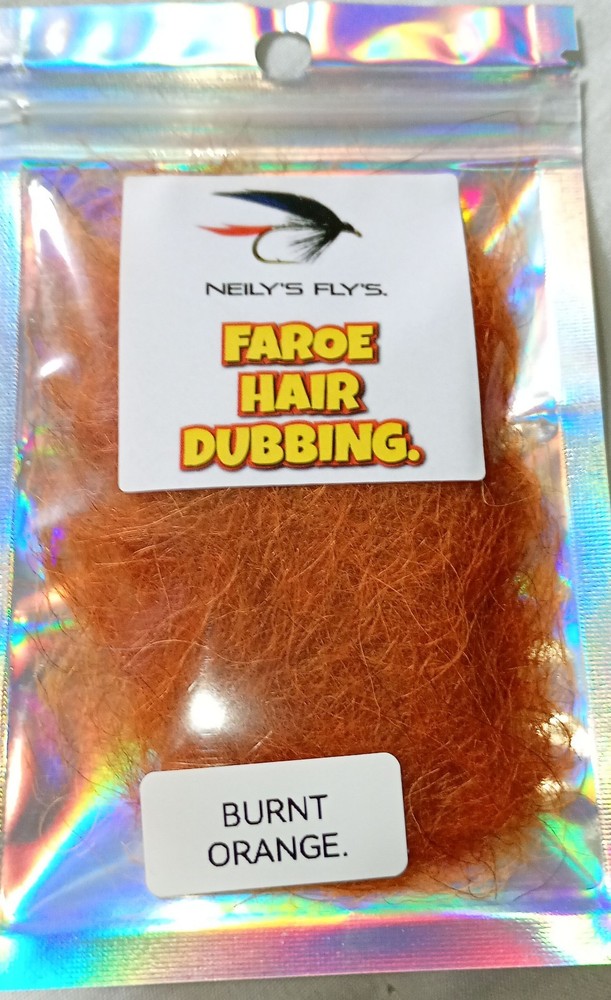 NEILY'S FLY'S.
FAROE
HAIR
DUBBING.
BURNT
ORANGE.